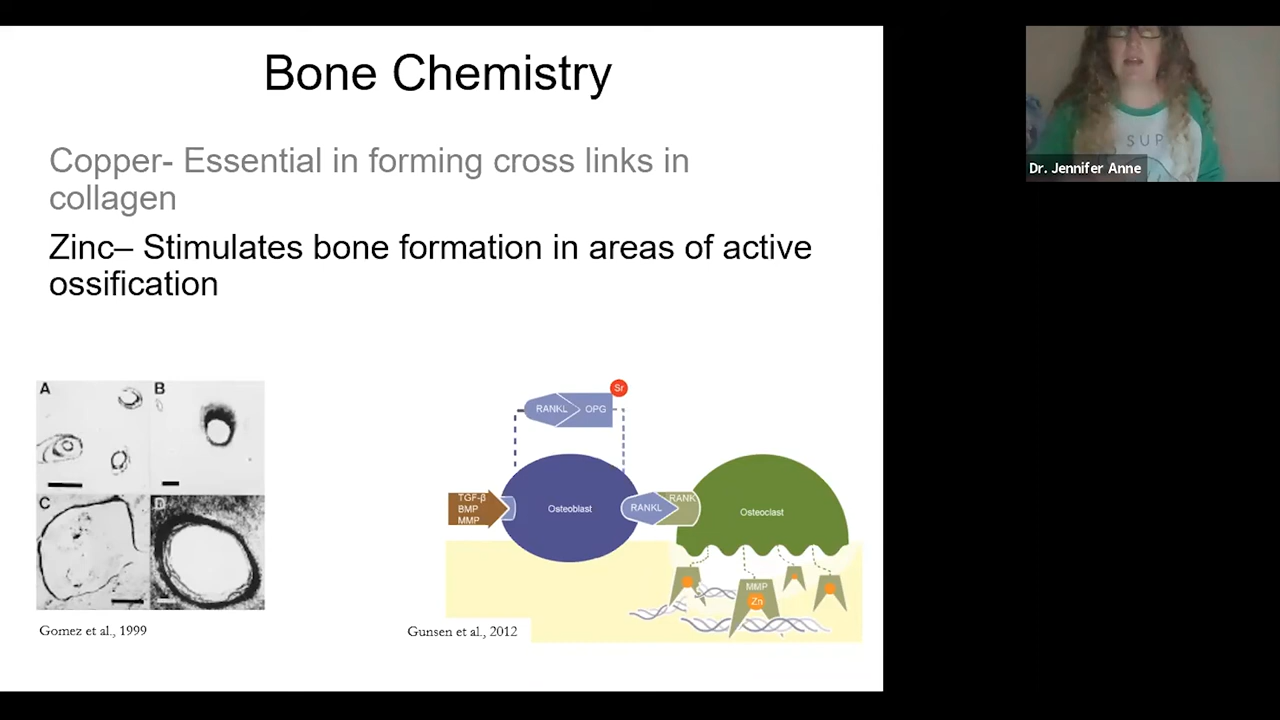 Bone Chemistry
Copper- Essential in forming cross links in
collagen
Zinc– Stimulates bone formation in areas of active
ossification
A
B
C
D
Gomez et al., 1999
Sr
RANKL
OPG
TGF-β
BMP
MMP
Osteoblast
RANKL
RANK
Osteoclast
MMP
Zn
Gunsen et al., 2012
SUP
Dr. Jennifer Anne